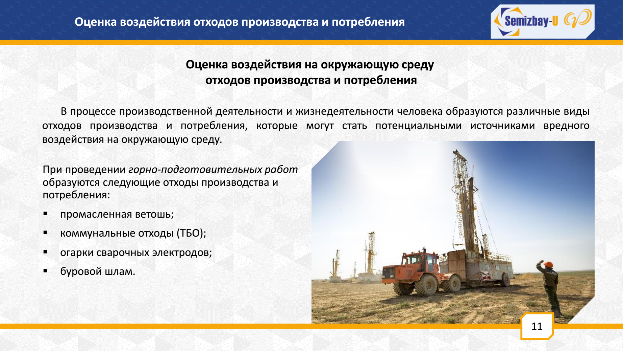 Оценка воздействия отходов производства и потребления
Semizbay-U
Оценка воздействия на окружающую среду
отходов производства и потребления
В процессе производственной деятельности и жизнедеятельности человека образуются различные виды
отходов производства и потребления, которые могут стать потенциальными источниками вредного
воздействия на окружающую среду.
При проведении горно-подготовительных работ
образуются следующие отходы производства и
потребления:
▪ промасленная ветошь;
▪ коммунальные отходы (ТБО);
▪ огарки сварочных электродов;
▪ буровой шлам.
11